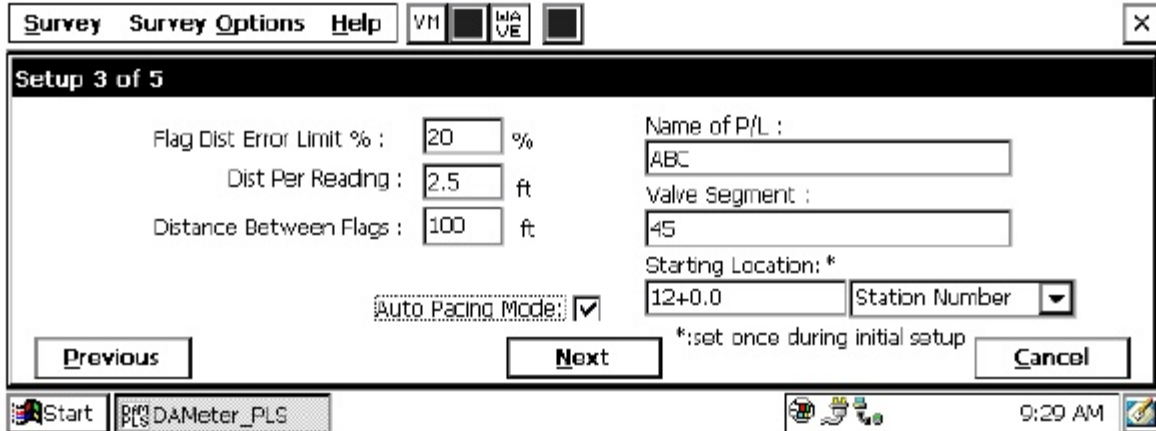 Survey Survey Options Help VM WAVE X
Setup 3 of 5
Flag Dist Error Limit % : 20 %
Dist Per Reading : 2.5 ft
Distance Between Flags : 100 ft
Auto Pacing Mode: 
Name of P/L :
ABC
Valve Segment :
45
Starting Location: *
12+0.0 Station Number
*:set once during initial setup
Previous Next Cancel
Start DAMeter_PLS 9:29 AM